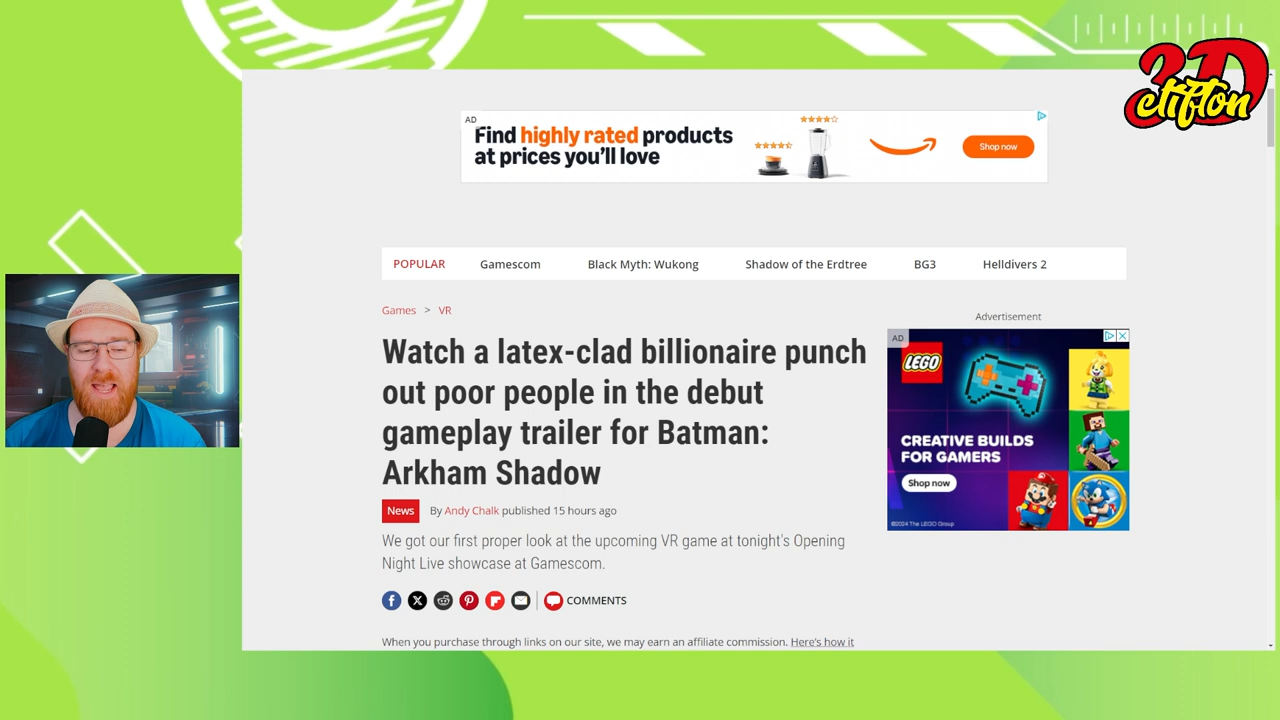 3D
clifton
AD
Find highly rated products
at prices you'll love
Shop now
POPULAR
Gamescom
Black Myth: Wukong
Shadow of the Erdtree
BG3
Helldivers 2
Games > VR
Watch a latex-clad billionaire punch
out poor people in the debut
gameplay trailer for Batman:
Arkham Shadow
News
By Andy Chalk published 15 hours ago
We got our first proper look at the upcoming VR game at tonight's Opening
Night Live showcase at Gamescom.
COMMENTS
When you purchase through links on our site, we may earn an affiliate commission. Here's how it
Advertisement
AD
LEGO
CREATIVE BUILDS
FOR GAMERS
Shop now
©2024 The LEGO Group